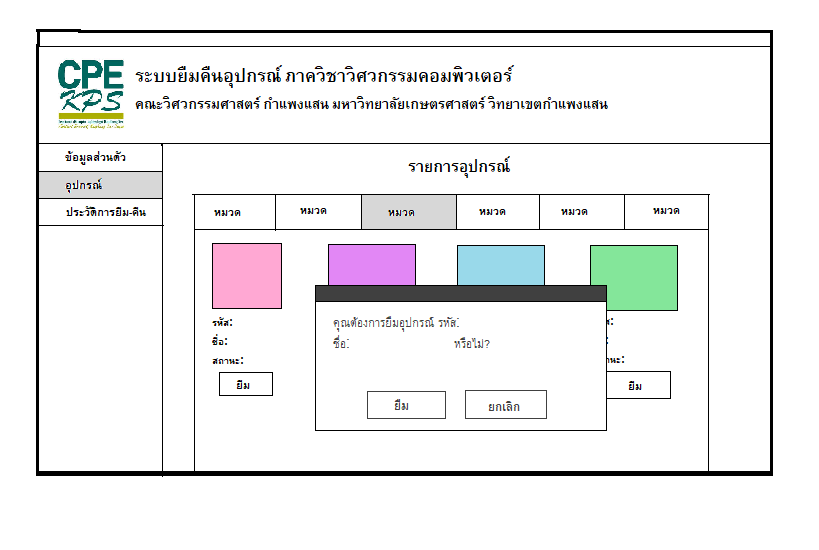 CPE
KPS
ระบบยืมคืนอุปกรณ์ ภาควิชาวิศวกรรมคอมพิวเตอร์
คณะวิศวกรรมศาสตร์ กำแพงแสน มหาวิทยาลัยเกษตรศาสตร์ วิทยาเขตกำแพงแสน
ข้อมูลส่วนตัว
อุปกรณ์
ประวัติการยืม-คืน
รายการอุปกรณ์
หมวด หมวด หมวด หมวด หมวด หมวด
รหัส:
ชื่อ:
สถานะ:
ยืม
คุณต้องการยืมอุปกรณ์ รหัส:
ชื่อ: หรือไม่?
ยืม ยกเลิก
ยืม